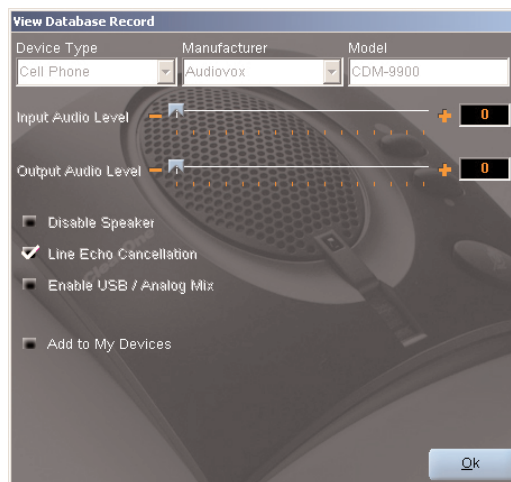 View Database Record
Device Type Manufacturer Model
Cell Phone Audiovox CDM-9900
Input Audio Level 0
Output Audio Level 0
Disable Speaker
Line Echo Cancellation
Enable USB / Analog Mix
Add to My Devices
Ok